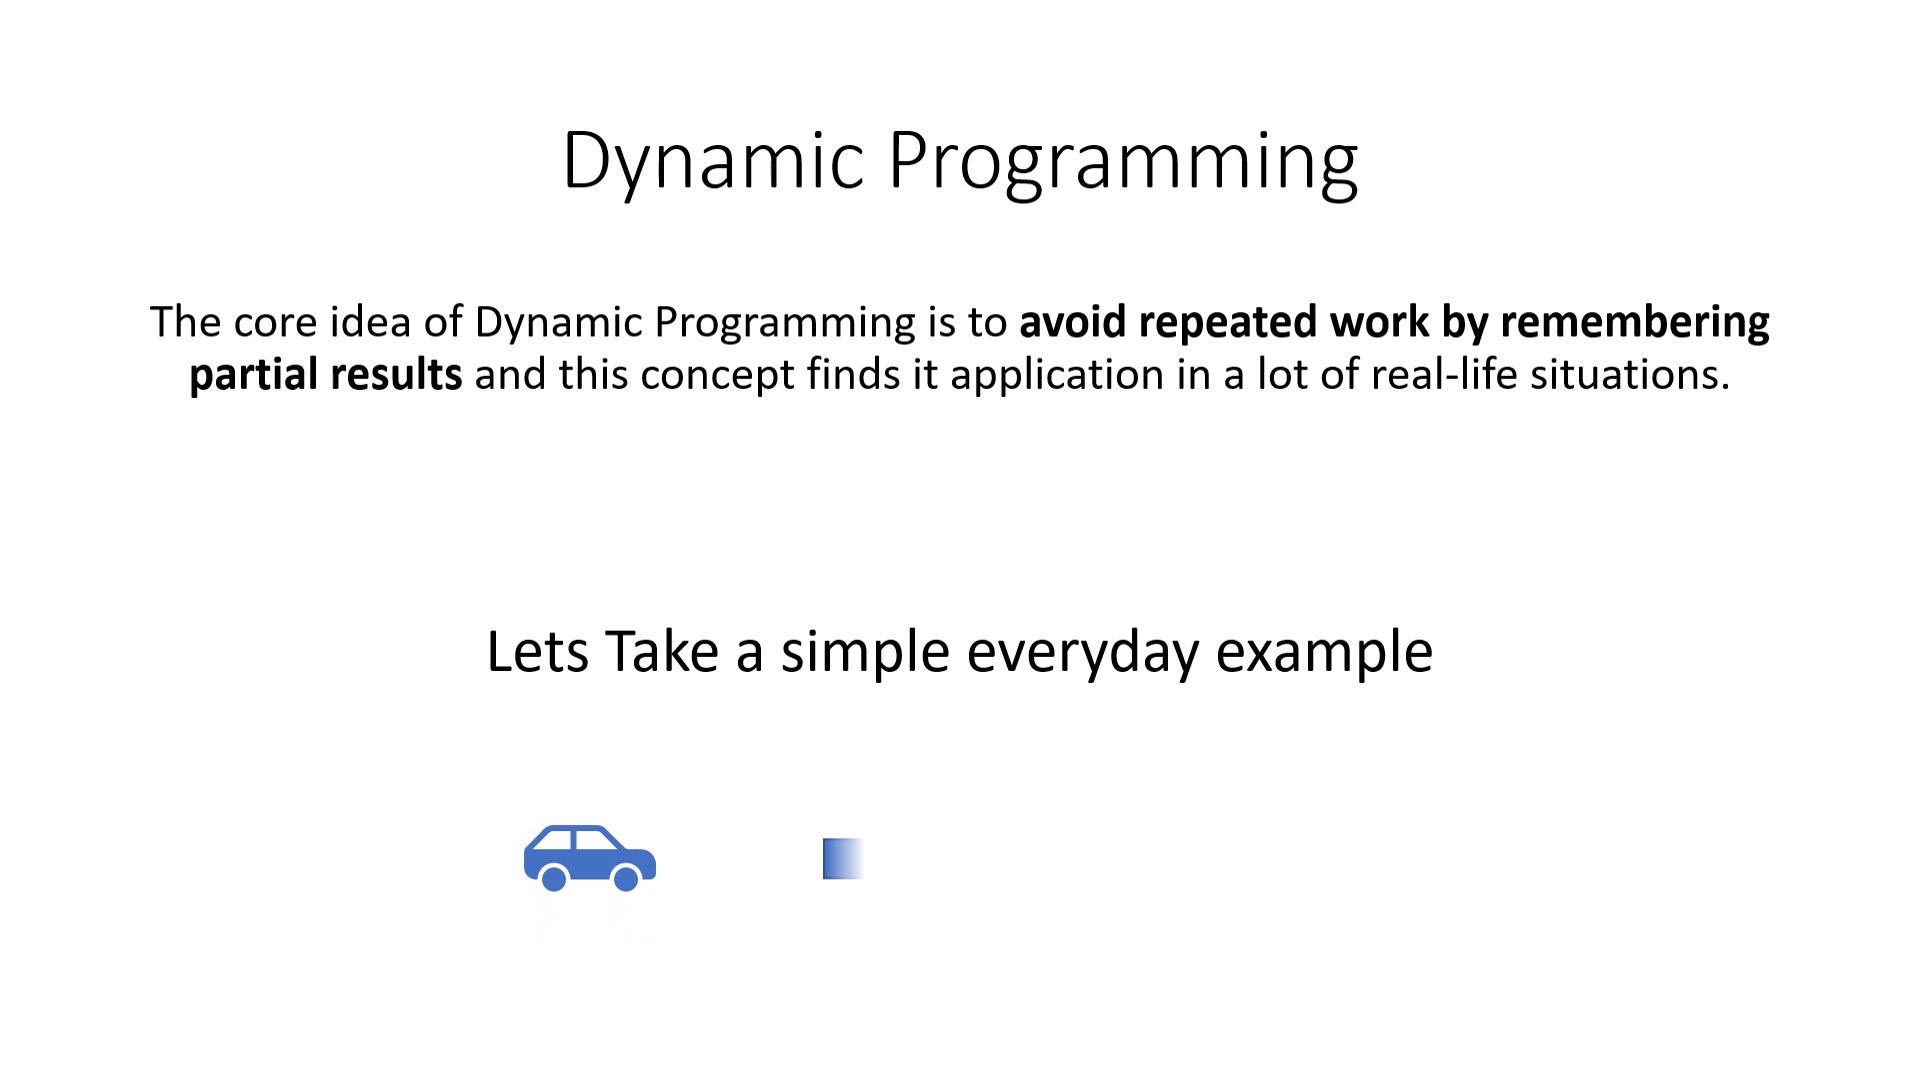 Dynamic Programming
The core idea of Dynamic Programming is to avoid repeated work by remembering
partial results and this concept finds it application in a lot of real-life situations.
Lets Take a simple everyday example